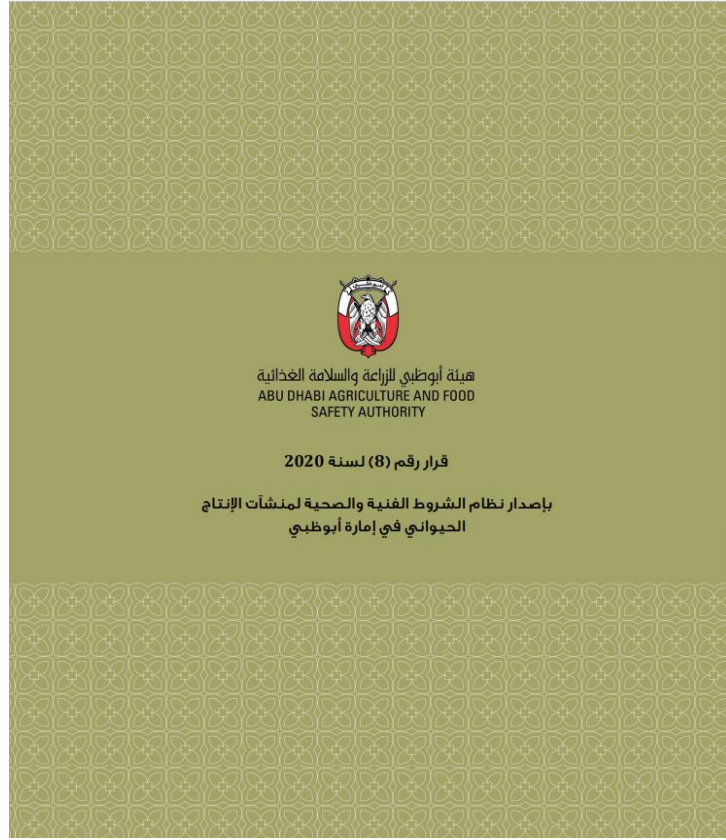 هيئة أبوظبي للزراعة والسلامة الغذائية
ABU DHABI AGRICULTURE AND FOOD
SAFETY AUTHORITY
قرار رقم (8) لسنة 2020
بإصدار نظام الشروط الفنية والصحية لمنشآت الإنتاج
الحيواني في إمارة أبوظبي